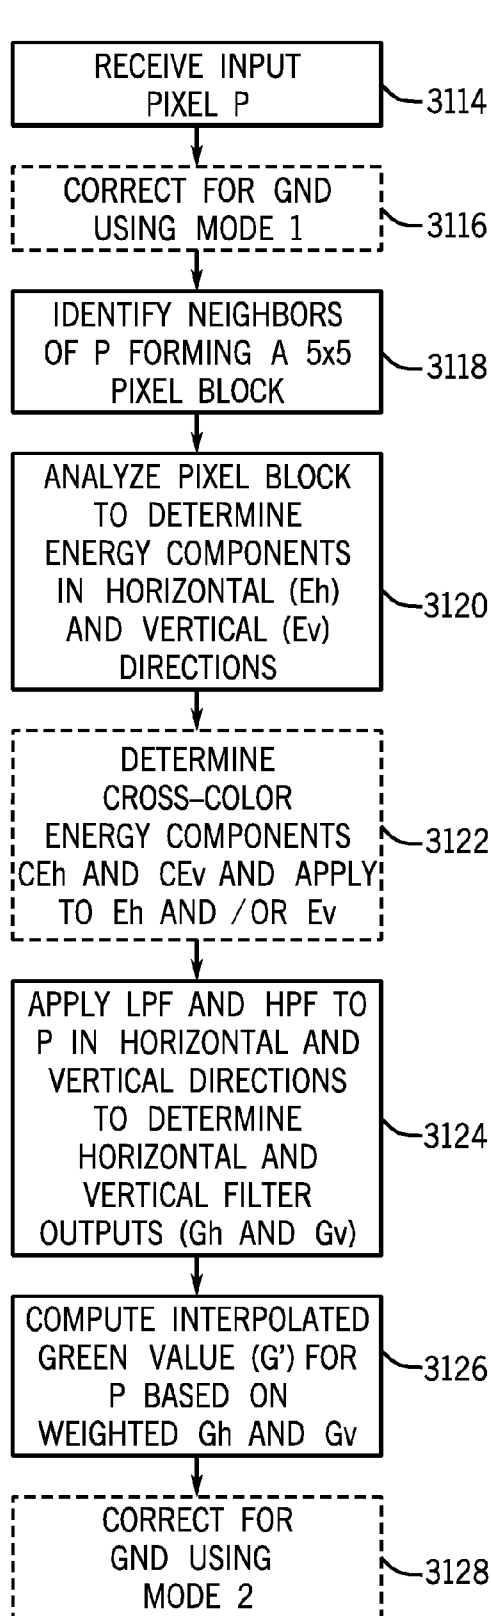 RECEIVE INPUT
PIXEL P
3114
CORRECT FOR GND
USING MODE 1
3116
IDENTIFY NEIGHBORS
OF P FORMING A 5x5
PIXEL BLOCK
3118
ANALYZE PIXEL BLOCK
TO DETERMINE
ENERGY COMPONENTS
IN HORIZONTAL (Eh)
AND VERTICAL (Ev)
DIRECTIONS
3120
DETERMINE
CROSS–COLOR
ENERGY COMPONENTS
CEh AND CEv AND APPLY
TO Eh AND /OR Ev
3122
APPLY LPF AND HPF TO
P IN HORIZONTAL AND
VERTICAL DIRECTIONS
TO DETERMINE
HORIZONTAL AND
VERTICAL FILTER
OUTPUTS (Gh AND Gv)
3124
COMPUTE INTERPOLATED
GREEN VALUE (G') FOR
P BASED ON
WEIGHTED Gh AND Gv
3126
CORRECT FOR
GND USING
MODE 2
3128